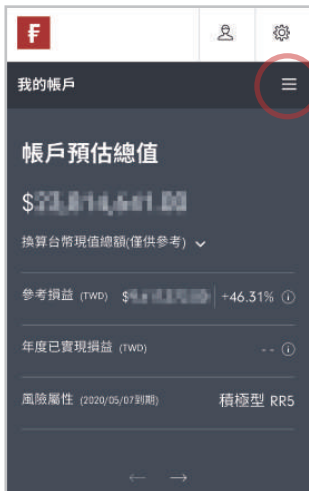 我的帳戶
帳戶預估總值
$
換算台幣現值總額(僅供參考)
參考損益 (TWD) $ +46.31%
年度已實現損益 (TWD) --
風險屬性 (2020/05/07到期) 積極型 RR5